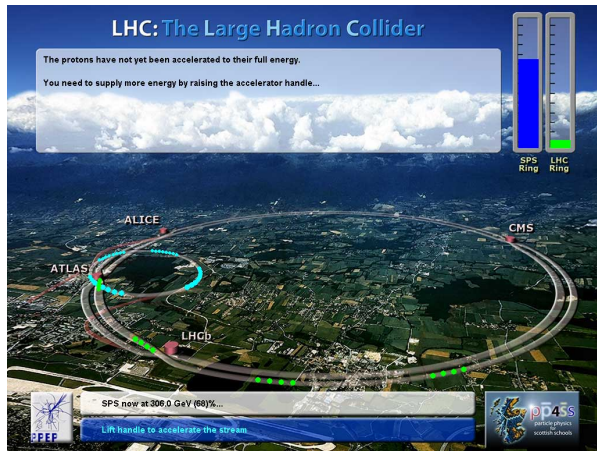 LHC: The Large Hadron Collider
The protons have not yet been accelerated to their full energy.
You need to supply more energy by raising the accelerator handle...
SPS Ring
LHC Ring
ALICE
CMS
ATLAS
LHCb
SPS now at 306.0 GeV (68)%...
Lift handle to accelerate the stream
PPEP
pp4ss
particle physics
for
scottish schools